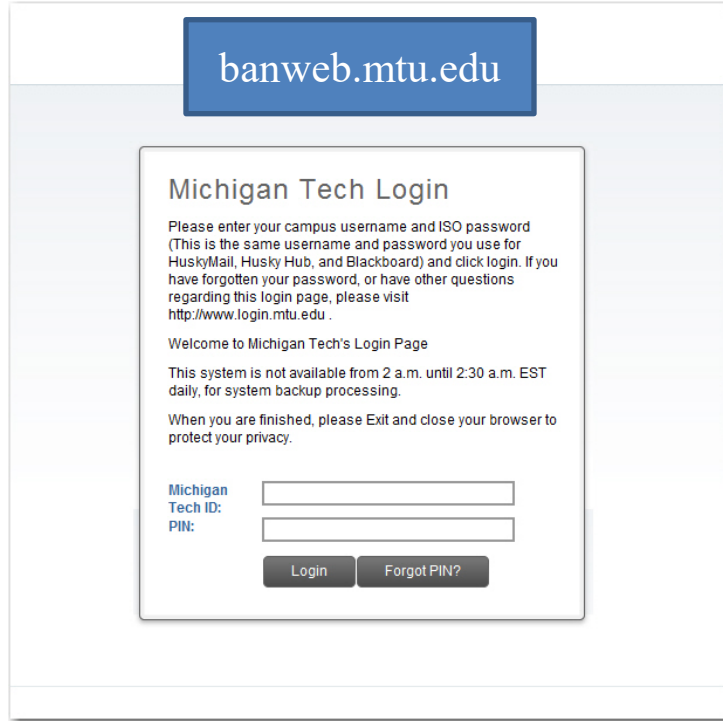 banweb.mtu.edu
Michigan Tech Login
Please enter your campus username and ISO password
(This is the same username and password you use for
HuskyMail, Husky Hub, and Blackboard) and click login. If you
have forgotten your password, or have other questions
regarding this login page, please visit
http://www.login.mtu.edu .
Welcome to Michigan Tech's Login Page
This system is not available from 2 a.m. until 2:30 a.m. EST
daily, for system backup processing.
When you are finished, please Exit and close your browser to
protect your privacy.
Michigan
Tech ID:
PIN:
Login Forgot PIN?